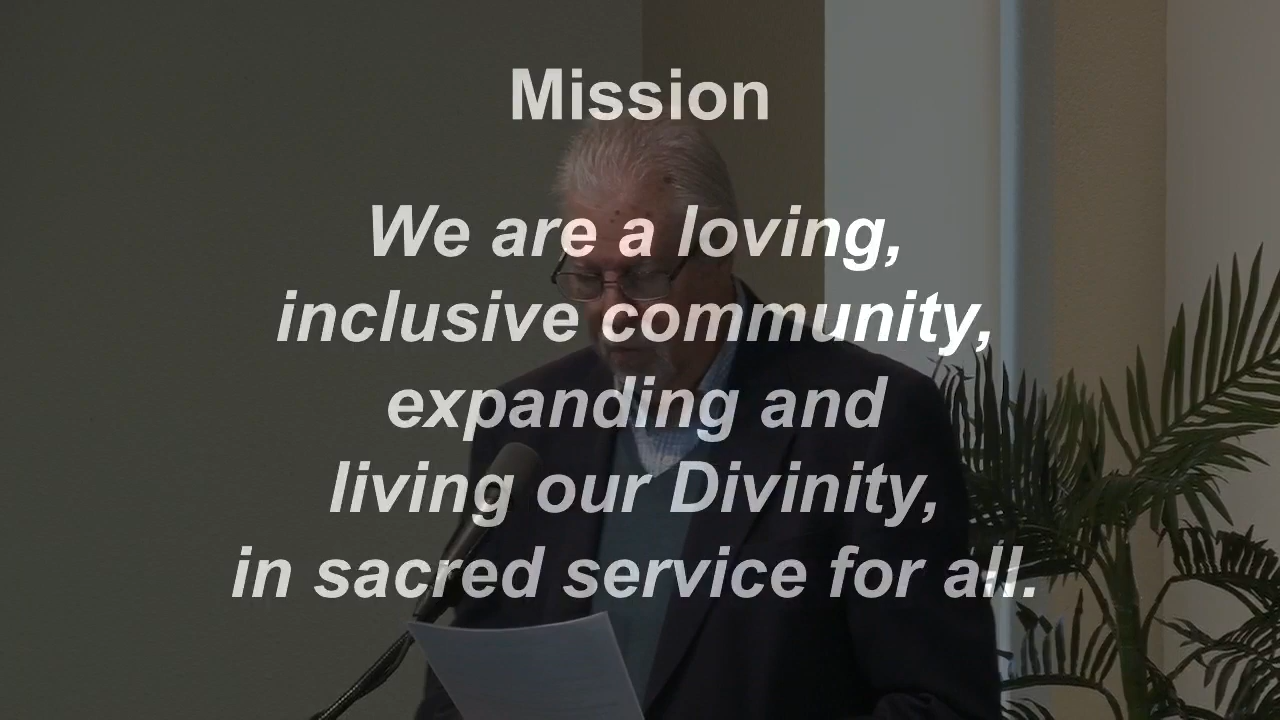 Mission
We are a loving,
inclusive community,
expanding and
living our Divinity,
in sacred service for all.